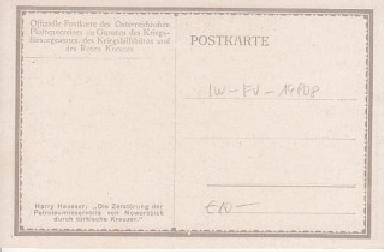 Offizielle Postkarte des Österreichischen
Flottenvereines zu Gunsten des Kriegs-
fürsorgeamtes, des Kriegshilfsbüros und
des Roten Kreuzes
POSTKARTE
€10—
Harry Heusser: „Die Zerstörung der
Petroleumreservoirs von Noworossisk
durch türkische Kreuzer."